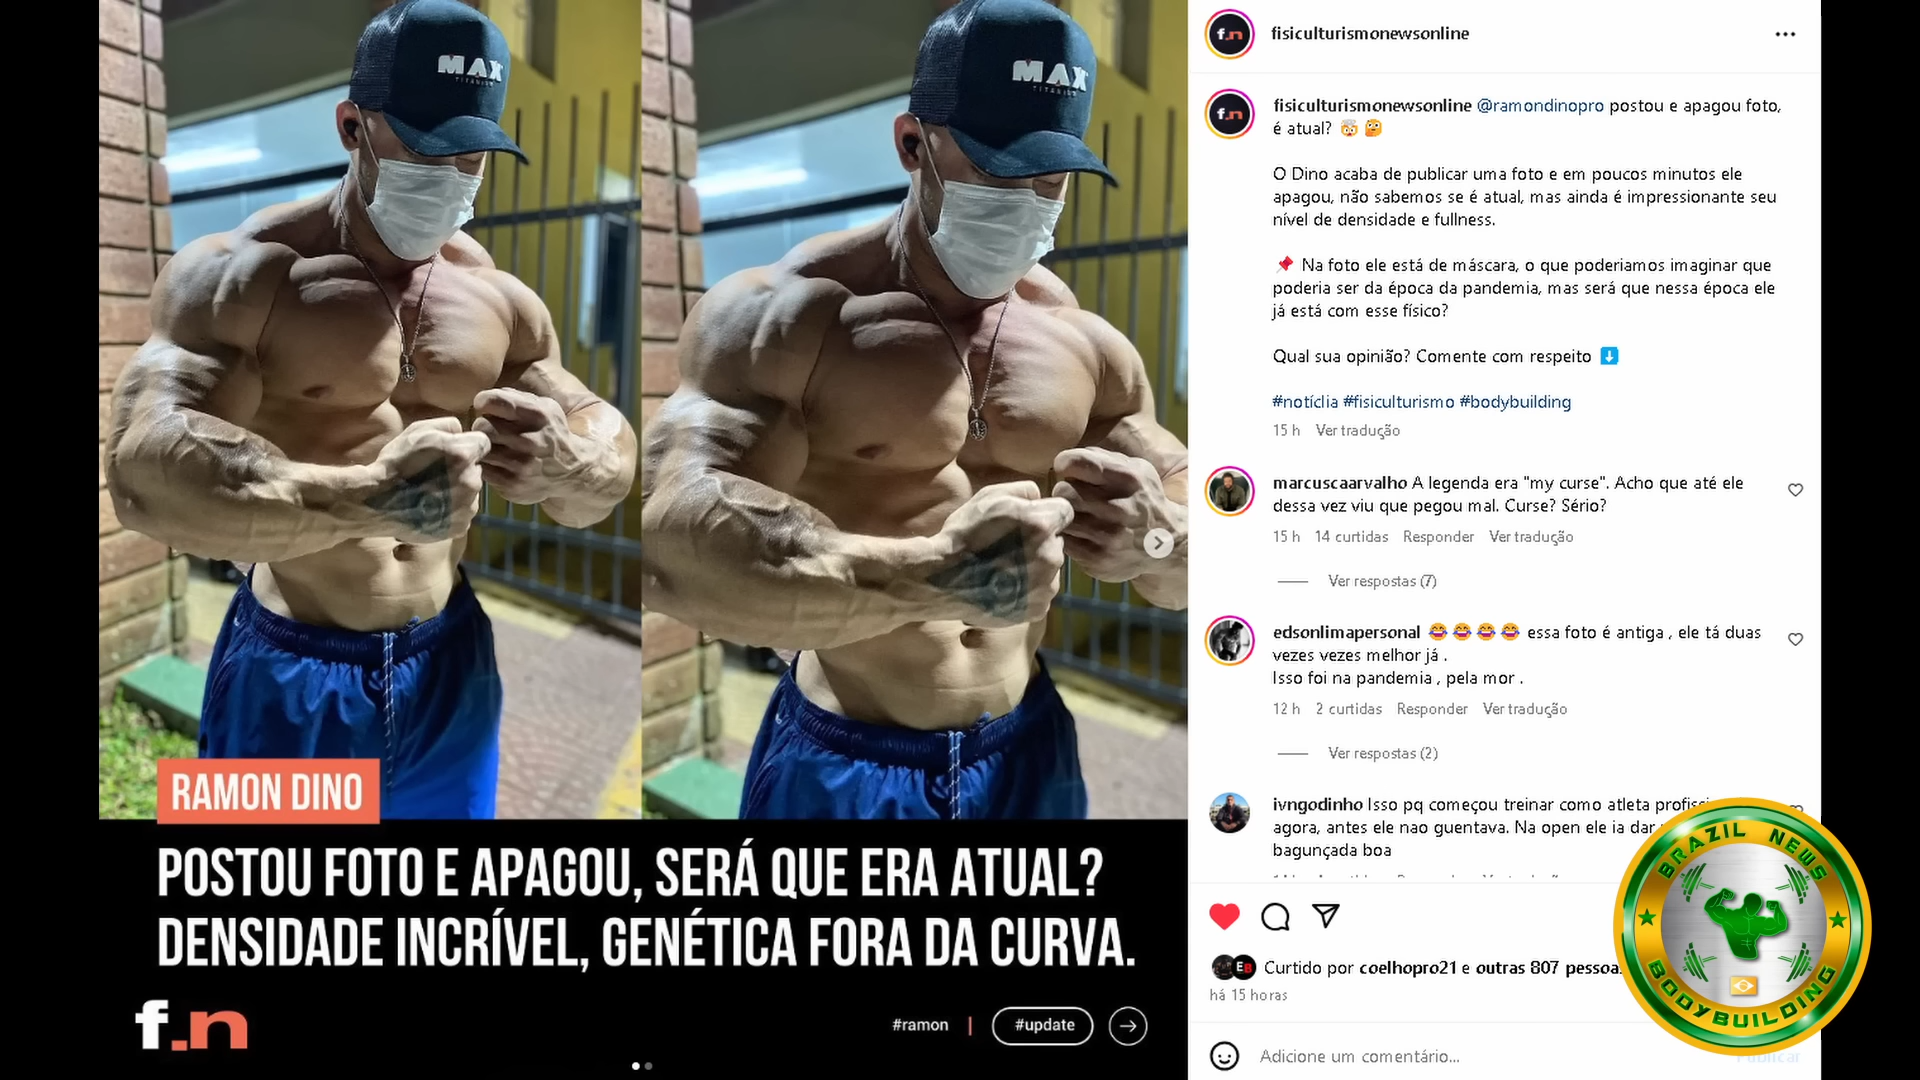 MAX
TITANIUM
MAX
TITANIUM
RAMON DINO
POSTOU FOTO E APAGOU, SERÁ QUE ERA ATUAL?
DENSIDADE INCRÍVEL, GENÉTICA FORA DA CURVA.
f.n
#ramon | #update
f.n fisiculturismonewsonline
f.n fisiculturismonewsonline @ramondinopro postou e apagou foto,
é atual? 🤯 🤔
O Dino acaba de publicar uma foto e em poucos minutos ele
apagou, não sabemos se é atual, mas ainda é impressionante seu
nível de densidade e fullness.
📌 Na foto ele está de máscara, o que poderiamos imaginar que
poderia ser da época da pandemia, mas será que nessa época ele
já está com esse físico?
Qual sua opinião? Comente com respeito ⬇️
#notíclia #fisiculturismo #bodybuilding
15 h Ver tradução
marcuscaarvalho A legenda era "my curse". Acho que até ele
dessa vez viu que pegou mal. Curse? Sério?
15 h 14 curtidas Responder Ver tradução
Ver respostas (7)
edsonlimapersonal 😂😂😂😂 essa foto é antiga , ele tá duas
vezes vezes melhor já .
Isso foi na pandemia , pela mor .
12 h 2 curtidas Responder Ver tradução
Ver respostas (2)
ivngodinho Isso pq começou treinar como atleta
agora, antes ele nao guentava. Na open ele ia dar
bagunçada boa
Curtido por coelhopro21 e outras 807
há 15 horas
Adicione um comentário...
Publicar
BRAZIL NEWS
BODYBUILDING